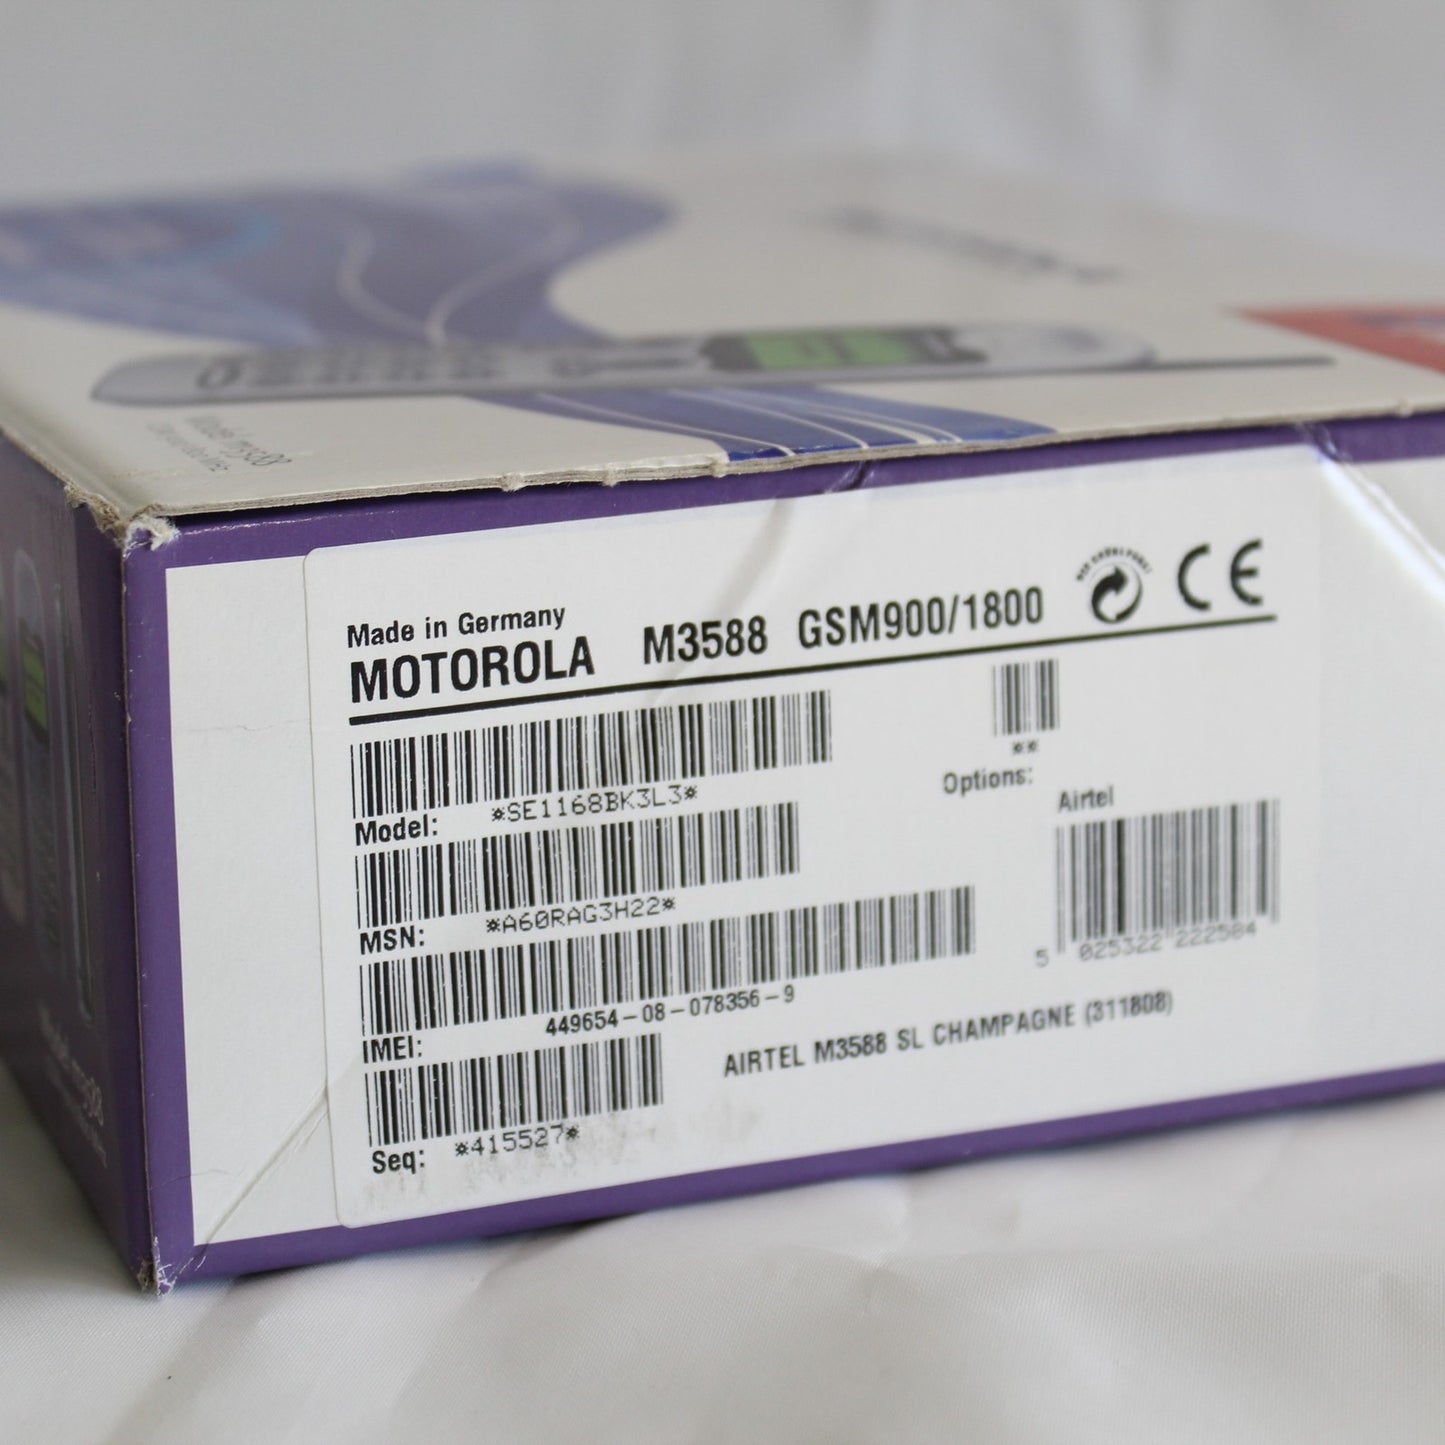 Made in Germany
MOTOROLA M3588 GSM900/1800
CE
*SE1168BK3L3*
Model:
**
Options:
Airtel
*A60RAG3H22*
MSN:
5 025322 222584
449654-08-078356-9
IMEI:
AIRTEL M3588 SL CHAMPAGNE (311808)
*415527*
Seq: